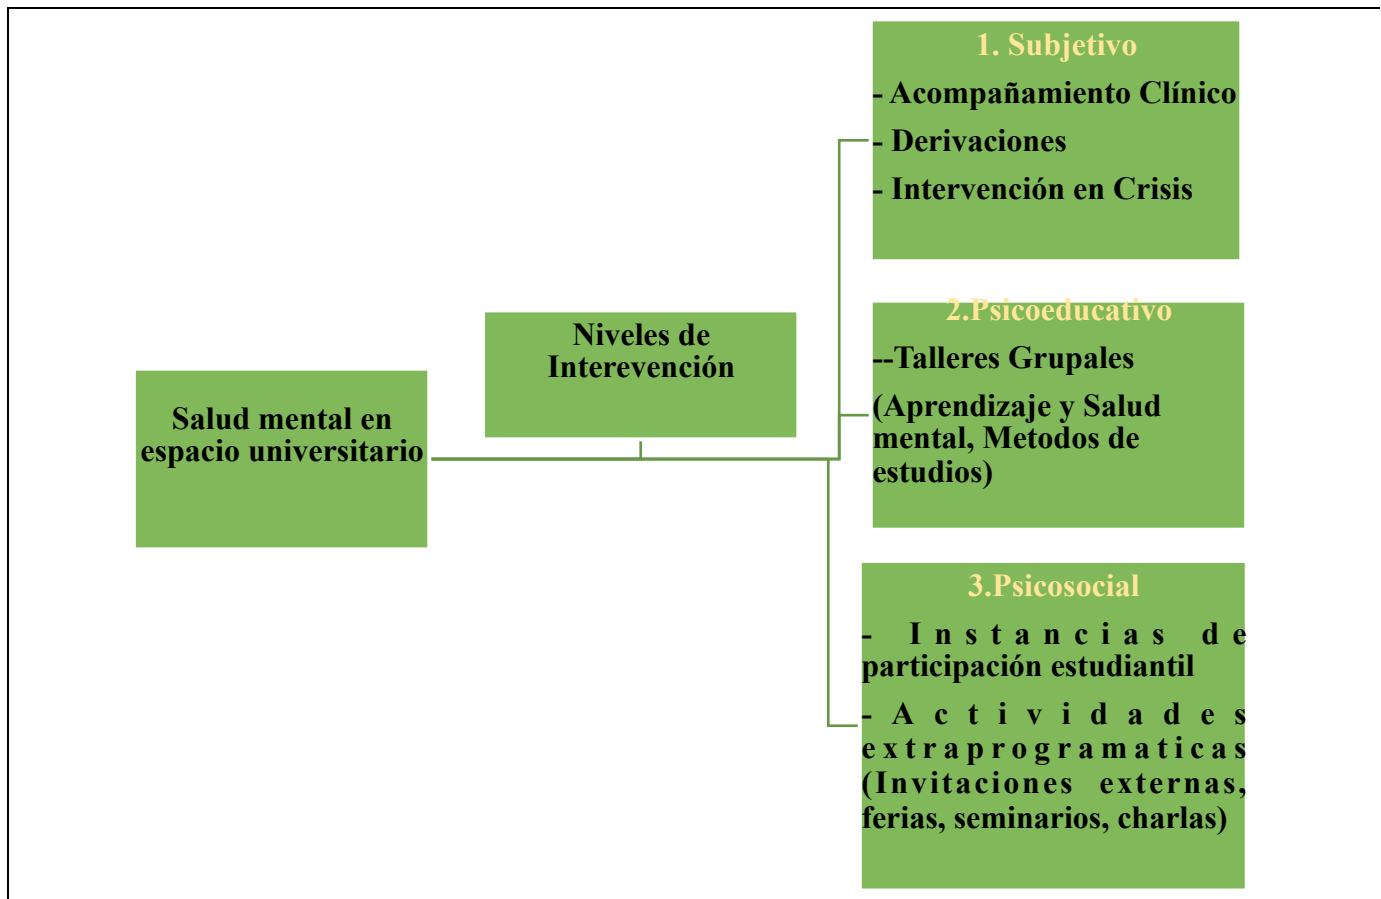 Salud mental en
espacio universitario
Niveles de
Interevención
1. Subjetivo
- Acompañamiento Clínico
- Derivaciones
- Intervención en Crisis
2.Psicoeducativo
--Talleres Grupales
(Aprendizaje y Salud
mental, Metodos de
estudios)
3.Psicosocial
- Instancias de
participación estudiantil
- Actividades
extraprogramaticas
(Invitaciones externas,
ferias, seminarios, charlas)